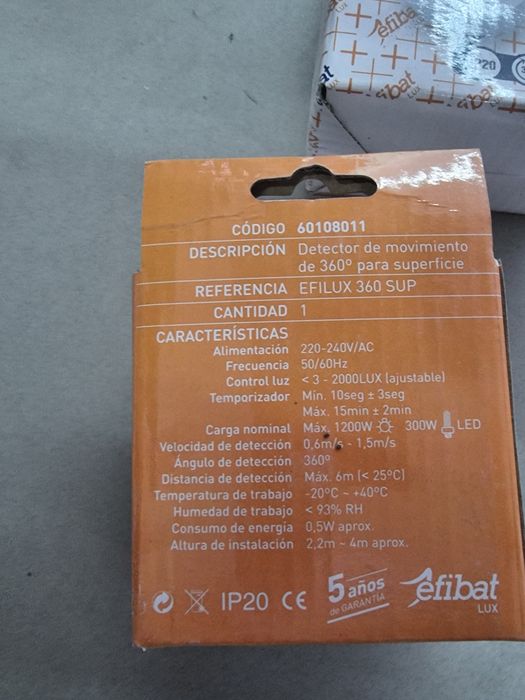 efibat
LUX
IP20
efibat
LUX
CÓDIGO 60108011
DESCRIPCIÓN Detector de movimiento
de 360º para superficie
REFERENCIA EFILUX 360 SUP
CANTIDAD 1
CARACTERÍSTICAS
Alimentación 220-240V/AC
Frecuencia 50/60Hz
Control luz < 3 - 2000LUX (ajustable)
Temporizador Mín. 10seg ± 3seg
Máx. 15min ± 2min
Carga nominal Máx. 1200W 300W LED
Velocidad de detección 0,6m/s - 1,5m/s
Ángulo de detección 360º
Distancia de detección Máx. 6m (< 25ºC)
Temperatura de trabajo -20ºC ~ +40ºC
Humedad de trabajo < 93% RH
Consumo de energía 0,5W aprox.
Altura de instalación 2,2m ~ 4m aprox.
IP20 CE
5 años
de GARANTÍA
efibat
LUX